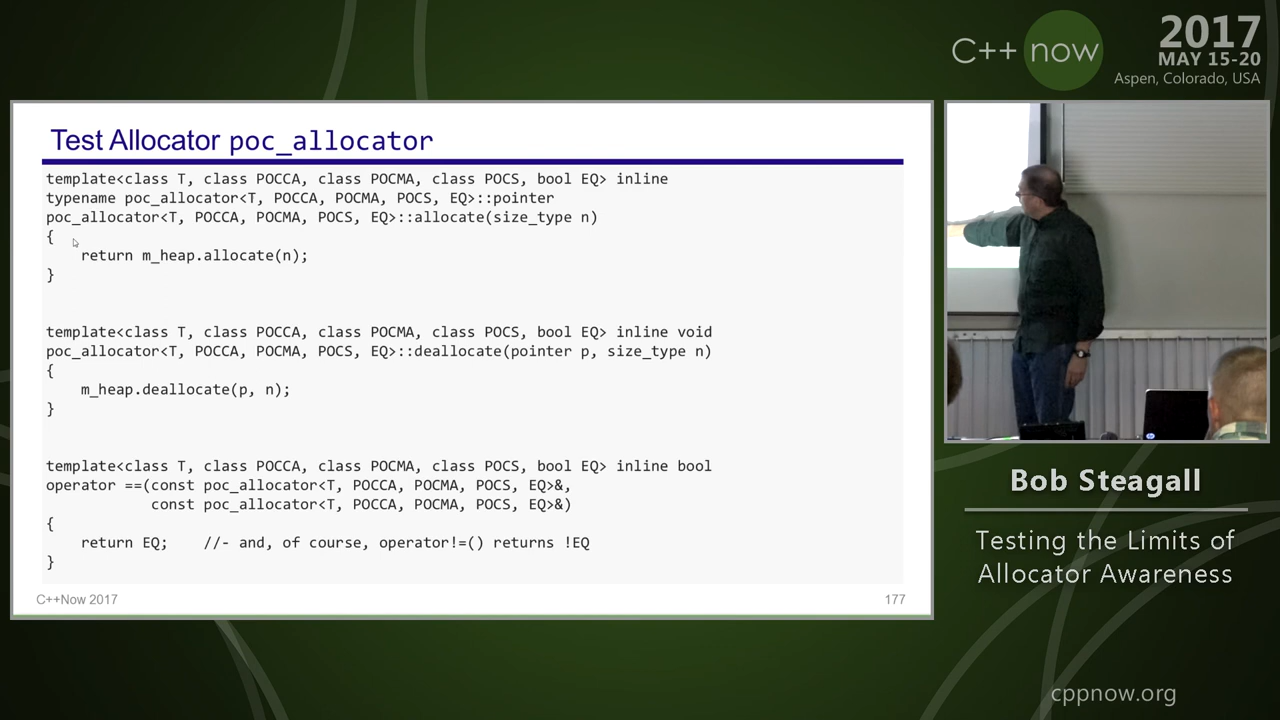 C++ now
2017
MAY 15-20
Aspen, Colorado, USA
Test Allocator poc_allocator
template<class T, class POCCA, class POCMA, class POCS, bool EQ> inline
typename poc_allocator<T, POCCA, POCMA, POCS, EQ>::pointer
poc_allocator<T, POCCA, POCMA, POCS, EQ>::allocate(size_type n)
{
    return m_heap.allocate(n);
}
template<class T, class POCCA, class POCMA, class POCS, bool EQ> inline void
poc_allocator<T, POCCA, POCMA, POCS, EQ>::deallocate(pointer p, size_type n)
{
    m_heap.deallocate(p, n);
}
template<class T, class POCCA, class POCMA, class POCS, bool EQ> inline bool
operator ==(const poc_allocator<T, POCCA, POCMA, POCS, EQ>&,
            const poc_allocator<T, POCCA, POCMA, POCS, EQ>&)
{
    return EQ;    //- and, of course, operator!=() returns !EQ
}
C++Now 2017
177
Bob Steagall
Testing the Limits of
Allocator Awareness
cppnow.org